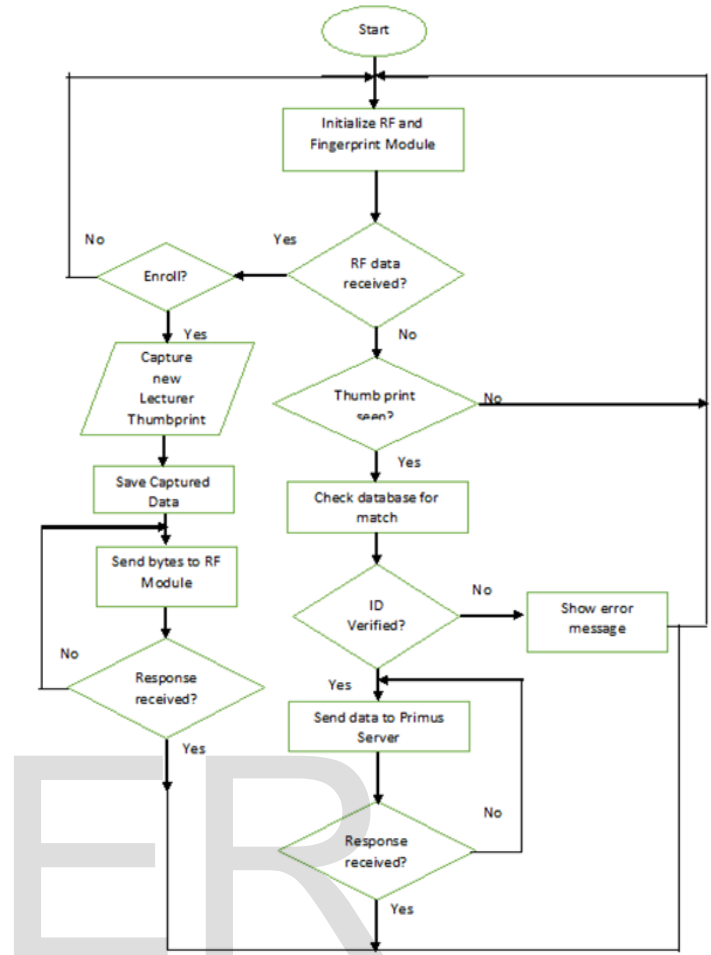 Start
Initialize RF and
Fingerprint Module
No
Yes
Enroll?
RF data
received?
Yes
No
Capture
new
Lecturer
Thumbprint
Thumb print
seen?
No
Yes
Save Captured
Data
Check database for
match
Send bytes to RF
Module
ID
Verified?
No
Show error
message
No
Response
received?
Yes
Send data to Primus
Server
Yes
No
Response
received?
Yes
ER